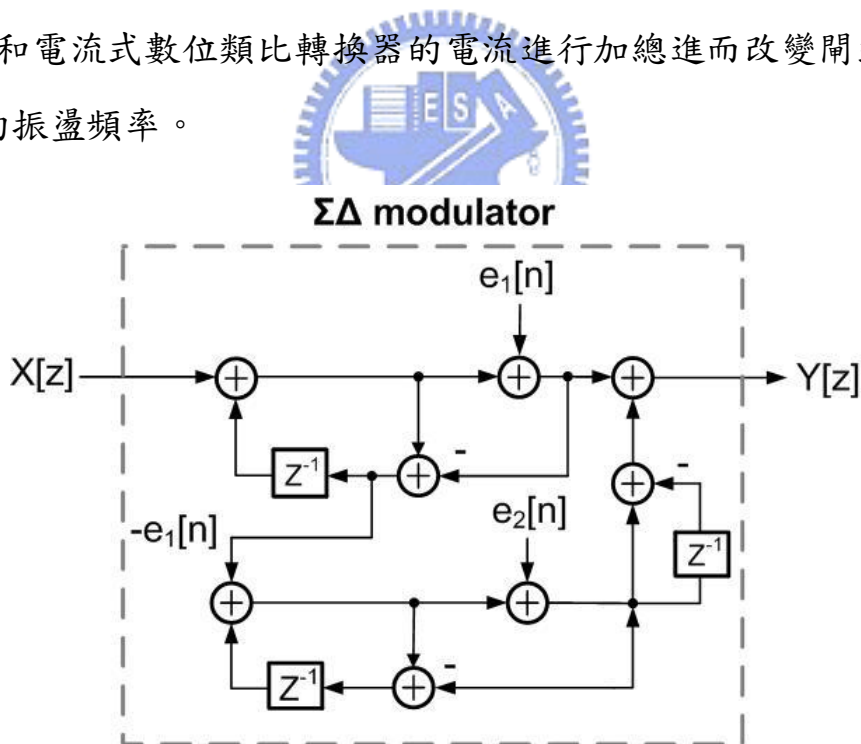 和電流式數位類比轉換器的電流進行加總進而改變閘
振盪頻率。
ES
ΣΔ modulator
e₁[n]
X[z]
Y[z]
-
Z⁻¹
-
-e₁[n]
e₂[n]
Z⁻¹
-
Z⁻¹